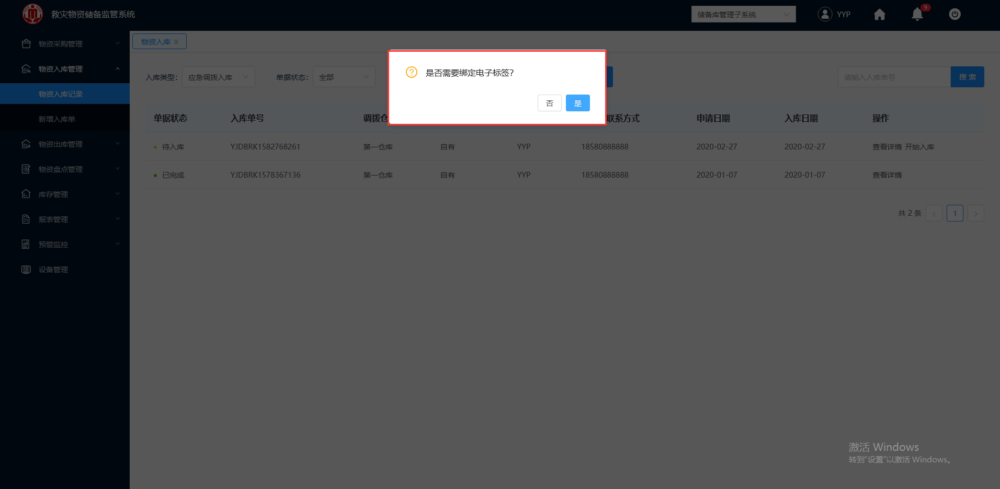 救灾物资储备监管系统
储备库管理子系统
YYP
9
物资采购管理
物资入库管理
物资入库记录
新增入库单
物资出库管理
物资盘点管理
库存管理
报表管理
预警监控
设备管理
物资入库
入库类型: 应急调拨入库 单据状态: 全部
请输入入库单号 搜 索
是否需要绑定电子标签?
否 是
单据状态 入库单号 调拨仓 联系方式 申请日期 入库日期 操作
待入库 YJDBRK1582768261 第一仓库 自有 YYP 18580888888 2020-02-27 2020-02-27 查看详情 开始入库
已完成 YJDBRK1578367136 第一仓库 自有 YYP 18580888888 2020-01-07 2020-01-07 查看详情
共 2 条 < 1 >
激活 Windows
转到"设置"以激活 Windows。